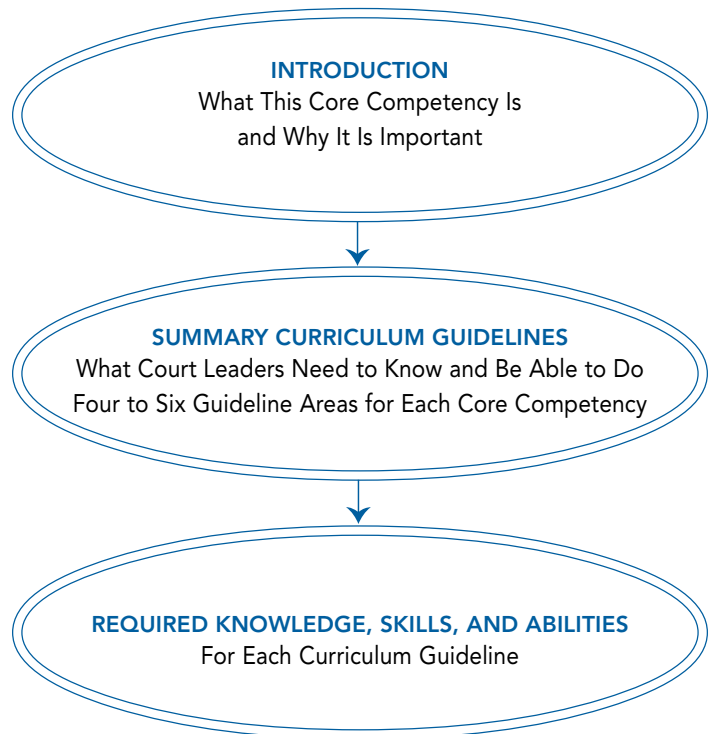 INTRODUCTION
What This Core Competency Is
and Why It Is Important
SUMMARY CURRICULUM GUIDELINES
What Court Leaders Need to Know and Be Able to Do
Four to Six Guideline Areas for Each Core Competency
REQUIRED KNOWLEDGE, SKILLS, AND ABILITIES
For Each Curriculum Guideline